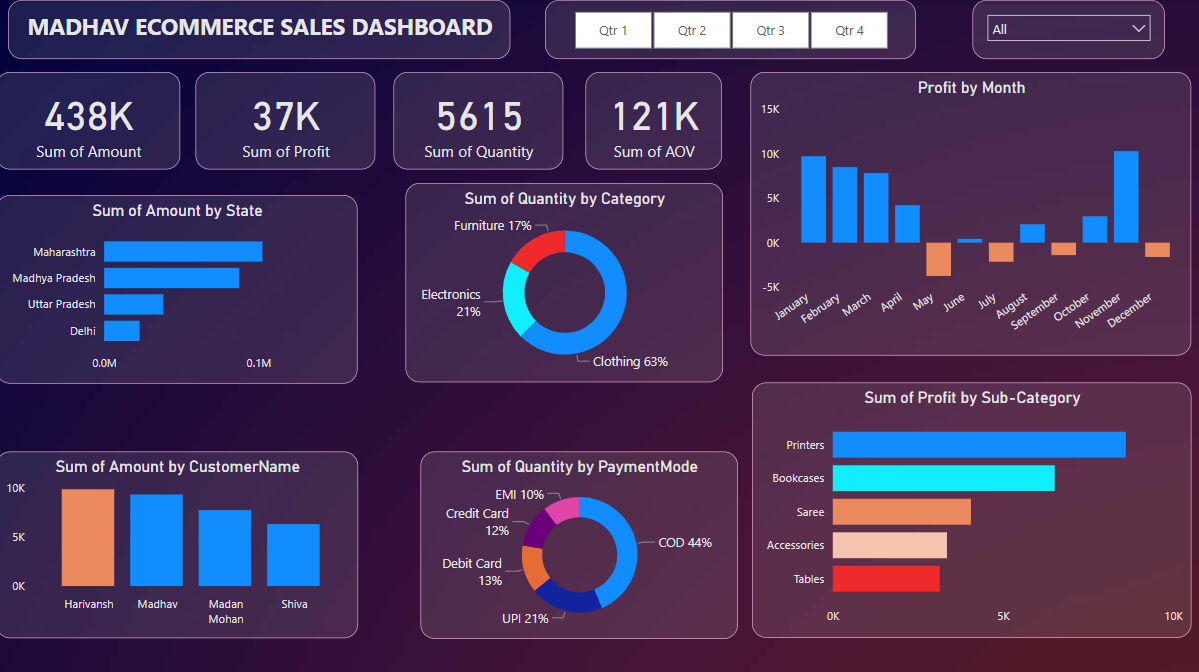 MADHAV ECOMMERCE SALES DASHBOARD
Qtr 1
Qtr 2
Qtr 3
Qtr 4
All
438K
Sum of Amount
37K
Sum of Profit
5615
Sum of Quantity
121K
Sum of AOV
Profit by Month
15K
10K
5K
0K
-5K
January
February
March
April
May
June
July
August
September
October
November
December
Sum of Amount by State
Maharashtra
Madhya Pradesh
Uttar Pradesh
Delhi
0.0M
0.1M
Sum of Quantity by Category
Furniture 17%
Electronics
21%
Clothing 63%
Sum of Profit by Sub-Category
Printers
Bookcases
Saree
Accessories
Tables
0K
5K
10K
Sum of Amount by CustomerName
10K
5K
0K
Harivansh
Madhav
Madan
Mohan
Shiva
Sum of Quantity by PaymentMode
EMI 10%
Credit Card
12%
Debit Card
13%
UPI 21%
COD 44%